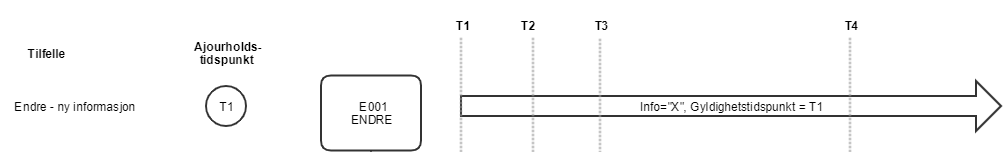 T1 T2 T3 T4
Tilfelle
Ajourholds-
tidspunkt
Endre - ny informasjon
T1
E001
ENDRE
Info="X", Gyldighetstidspunkt = T1